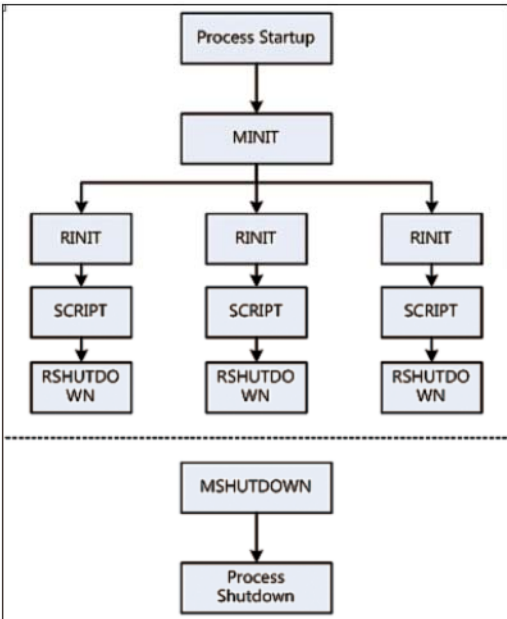 Process Startup
MINIT
RINIT RINIT RINIT
SCRIPT SCRIPT SCRIPT
RSHUTDO RSHUTDO RSHUTDO
WN WN WN
MSHUTDOWN
Process
Shutdown